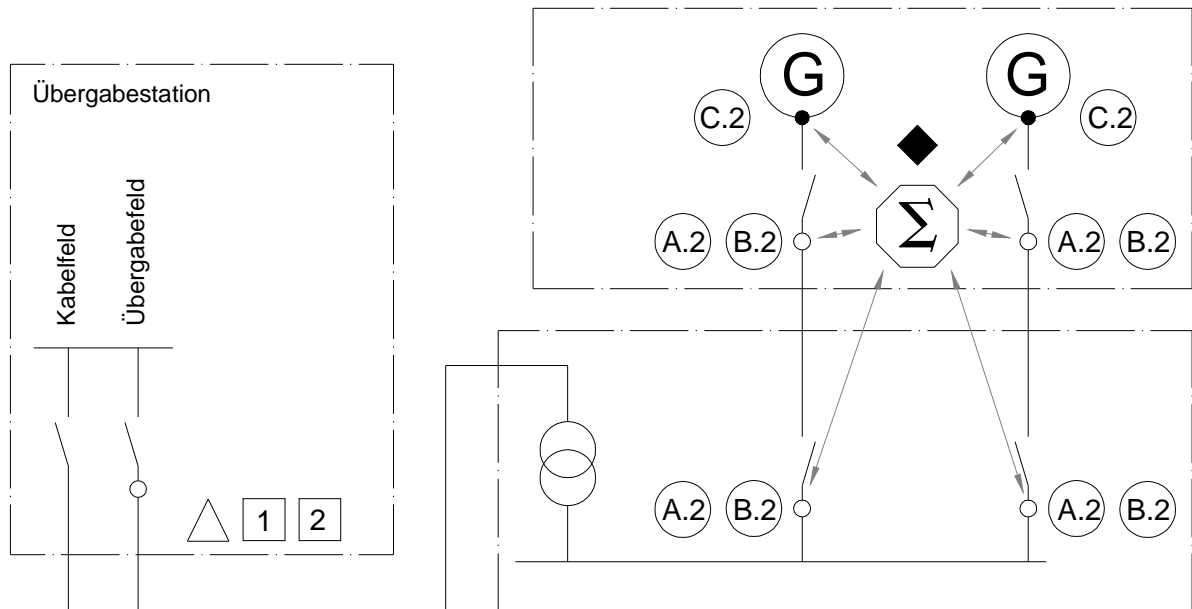 Übergabestation
Kabelfeld
Übergabefeld
1
2
G
G
C.2
C.2
Σ
A.2
B.2
A.2
B.2
A.2
B.2
A.2
B.2